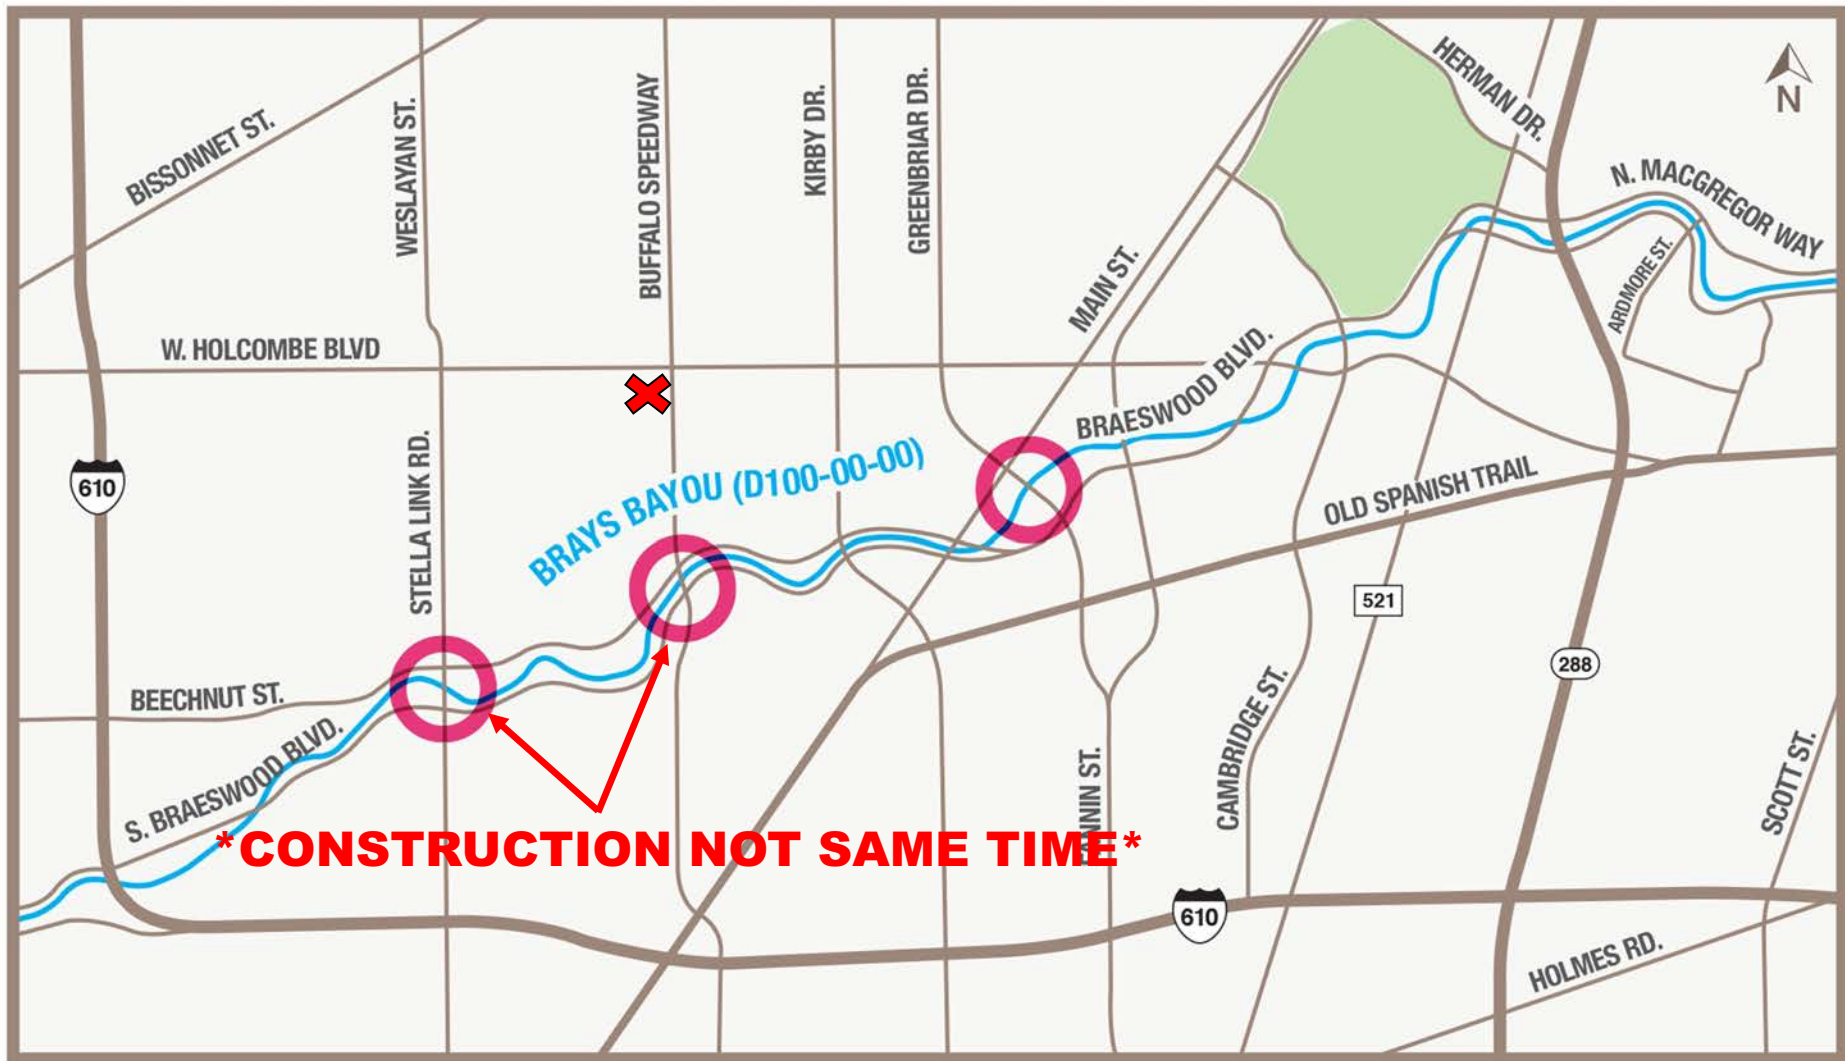 HERMAN DR.
N
BISSONNET ST.
WESLAYAN ST.
BUFFALO SPEEDWAY
KIRBY DR.
GREENBRIAR DR.
N. MACGREGOR WAY
MAIN ST.
ARDMORE ST.
W. HOLCOMBE BLVD
BRAESWOOD BLVD.
610
STELLA LINK RD.
BRAYS BAYOU (D100-00-00)
OLD SPANISH TRAIL
521
288
BEECHNUT ST.
S. BRAESWOOD BLVD.
FANNIN ST.
CAMBRIDGE ST.
SCOTT ST.
*CONSTRUCTION NOT SAME TIME*
610
HOLMES RD.